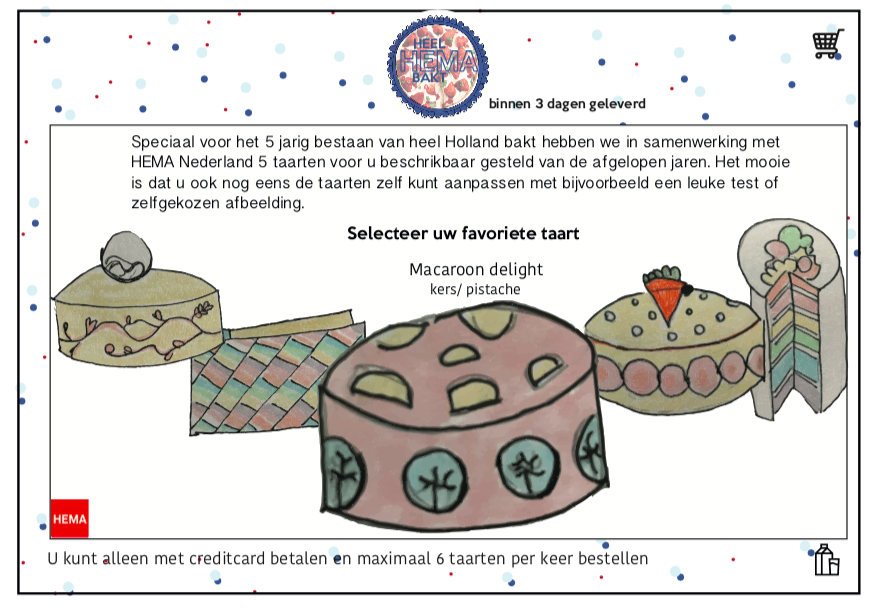 HEEL
HEMA
BAKT
binnen 3 dagen geleverd
Speciaal voor het 5 jarig bestaan van heel Holland bakt hebben we in samenwerking met
HEMA Nederland 5 taarten voor u beschrikbaar gesteld van de afgelopen jaren. Het mooie
is dat u ook nog eens de taarten zelf kunt aanpassen met bijvoorbeeld een leuke test of
zelfgekozen afbeelding.
Selecteer uw favoriete taart
Macaroon delight
kers/ pistache
HEMA
U kunt alleen met creditcard betalen en maximaal 6 taarten per keer bestellen